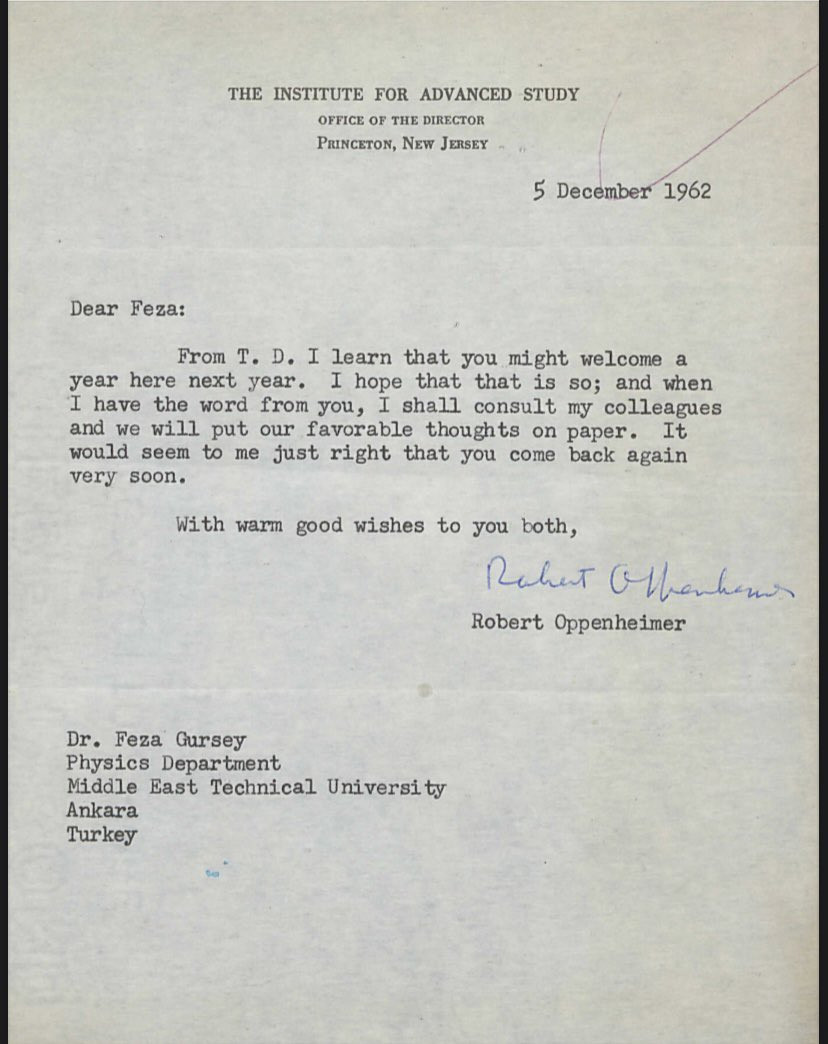 THE INSTITUTE FOR ADVANCED STUDY
OFFICE OF THE DIRECTOR
PRINCETON, NEW JERSEY
5 December 1962
Dear Feza:
From T. D. I learn that you might welcome a
year here next year. I hope that that is so; and when
I have the word from you, I shall consult my colleagues
and we will put our favorable thoughts on paper. It
would seem to me just right that you come back again
very soon.
With warm good wishes to you both,
Robert Oppenheimer
Robert Oppenheimer
Dr. Feza Gursey
Physics Department
Middle East Technical University
Ankara
Turkey